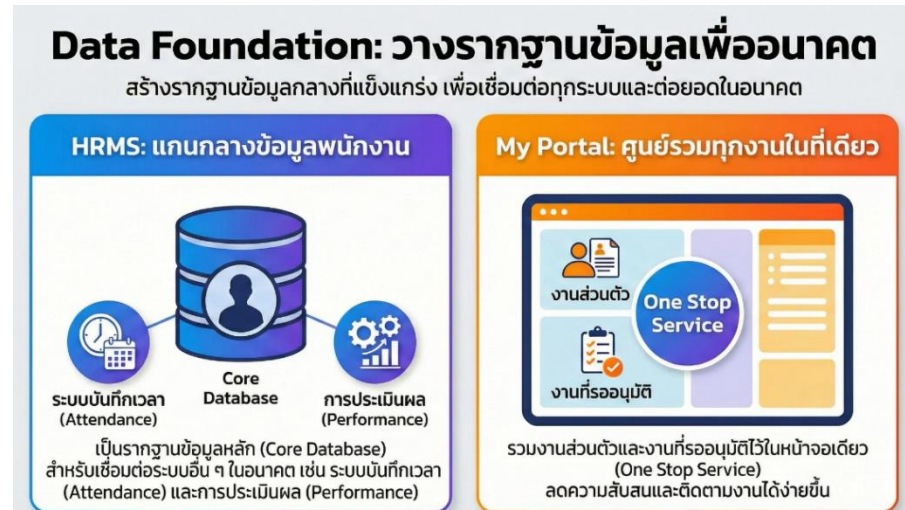 Data Foundation: วางรากฐานข้อมูลเพื่ออนาคต
สร้างรากฐานข้อมูลกลางที่แข็งแกร่ง เพื่อเชื่อมต่อทุกระบบและต่อยอดในอนาคต
HRMS: แกนกลางข้อมูลพนักงาน
ระบบบันทึกเวลา
(Attendance)
Core
Database
การประเมินผล
(Performance)
เป็นรากฐานข้อมูลหลัก (Core Database)
สำหรับเชื่อมต่อระบบอื่น ๆ ในอนาคต เช่น ระบบบันทึกเวลา
(Attendance) และการประเมินผล (Performance)
My Portal: ศูนย์รวมทุกงานในที่เดียว
งานส่วนตัว
One Stop
Service
งานที่รออนุมัติ
รวมงานส่วนตัวและงานที่รออนุมัติไว้ในหน้าจอเดียว
(One Stop Service)
ลดความสับสนและติดตามงานได้ง่ายขึ้น